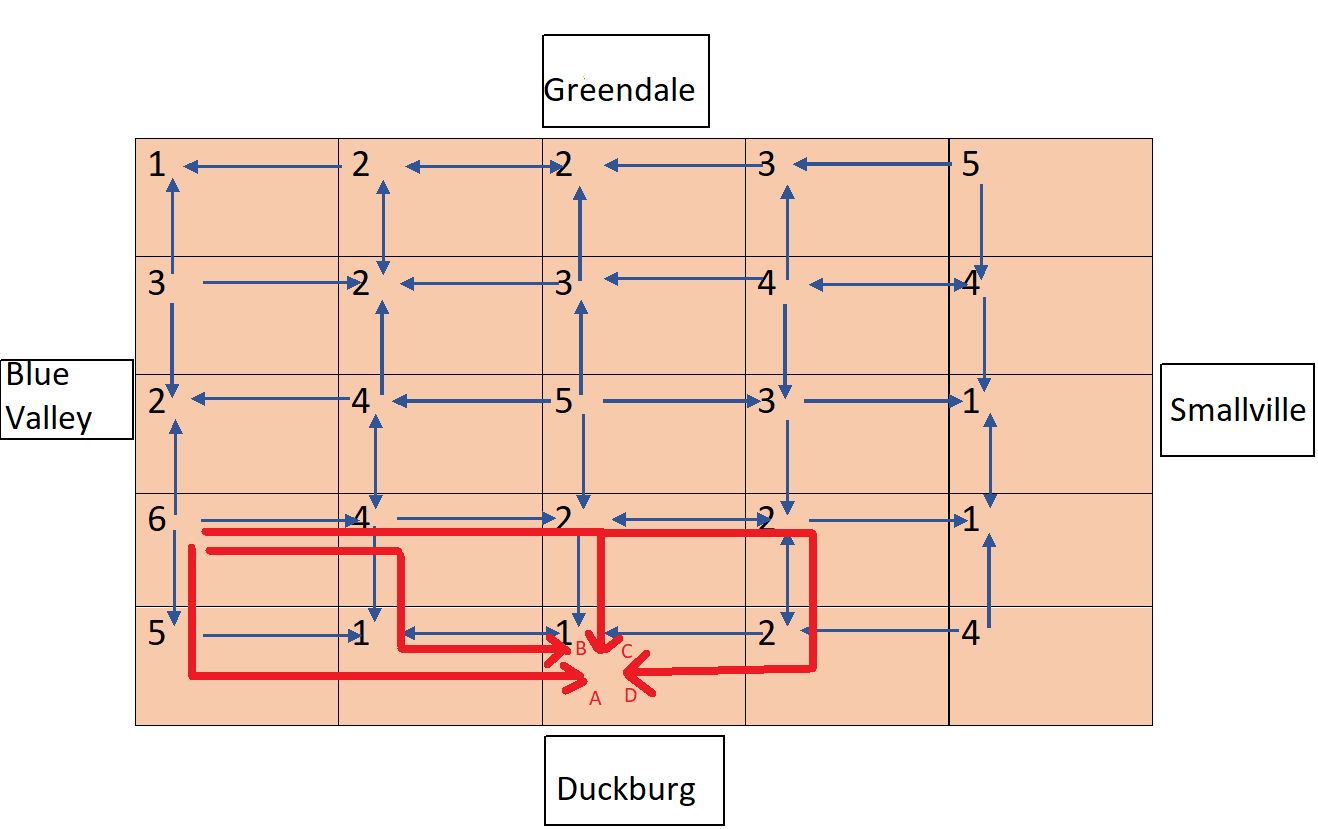 Greendale
1 2 2 3 5
3 2 3 4 4
Blue
Valley
2 4 5 3 1
Smallville
6 4 2 2 1
5 1 1 2 4
B C
A D
Duckburg